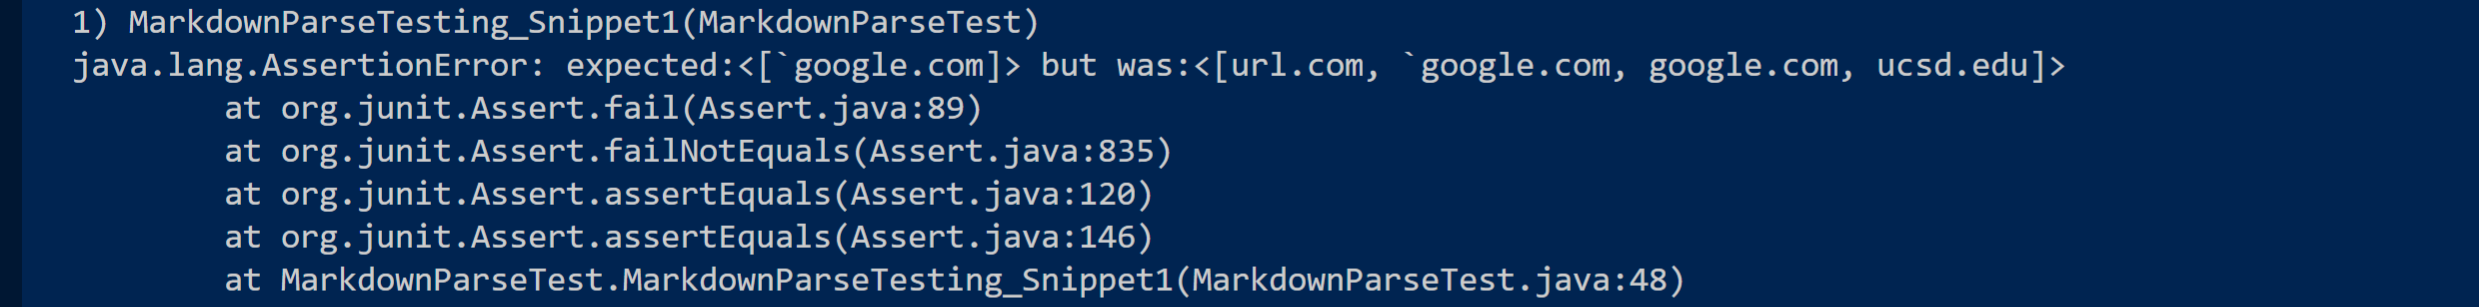 1) MarkdownParseTesting_Snippet1(MarkdownParseTest)
java.lang.AssertionError: expected:<[`google.com]> but was:<[url.com, `google.com, google.com, ucsd.edu]>
at org.junit.Assert.fail(Assert.java:89)
at org.junit.Assert.failNotEquals(Assert.java:835)
at org.junit.Assert.assertEquals(Assert.java:120)
at org.junit.Assert.assertEquals(Assert.java:146)
at MarkdownParseTest.MarkdownParseTesting_Snippet1(MarkdownParseTest.java:48)